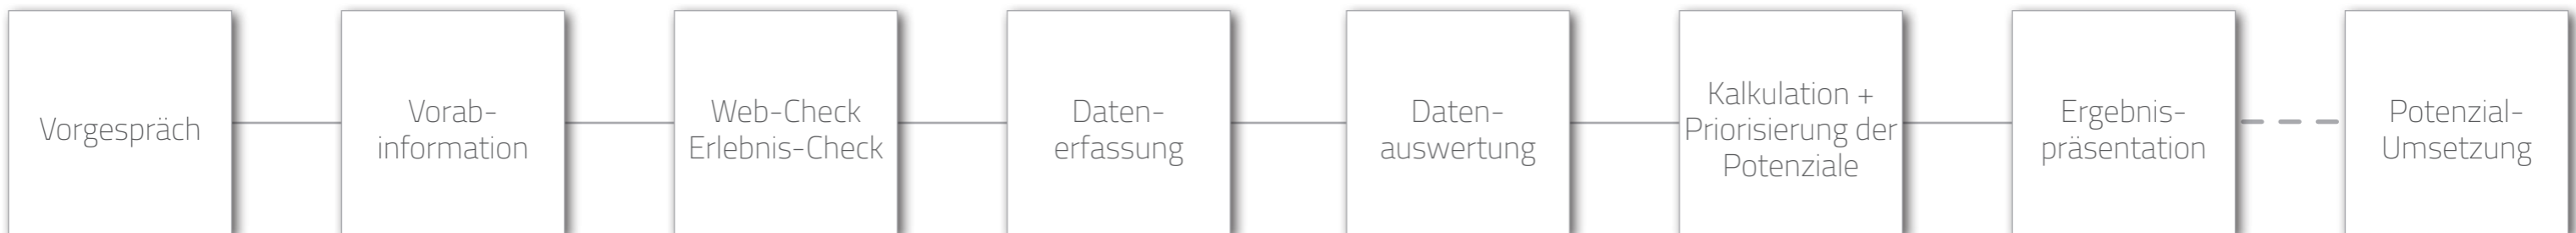 Vorgespräch
Vorab-
information
Web-Check
Erlebnis-Check
Daten-
erfassung
Daten-
auswertung
Kalkulation +
Priorisierung der
Potenziale
Ergebnis-
präsentation
Potenzial-
Umsetzung